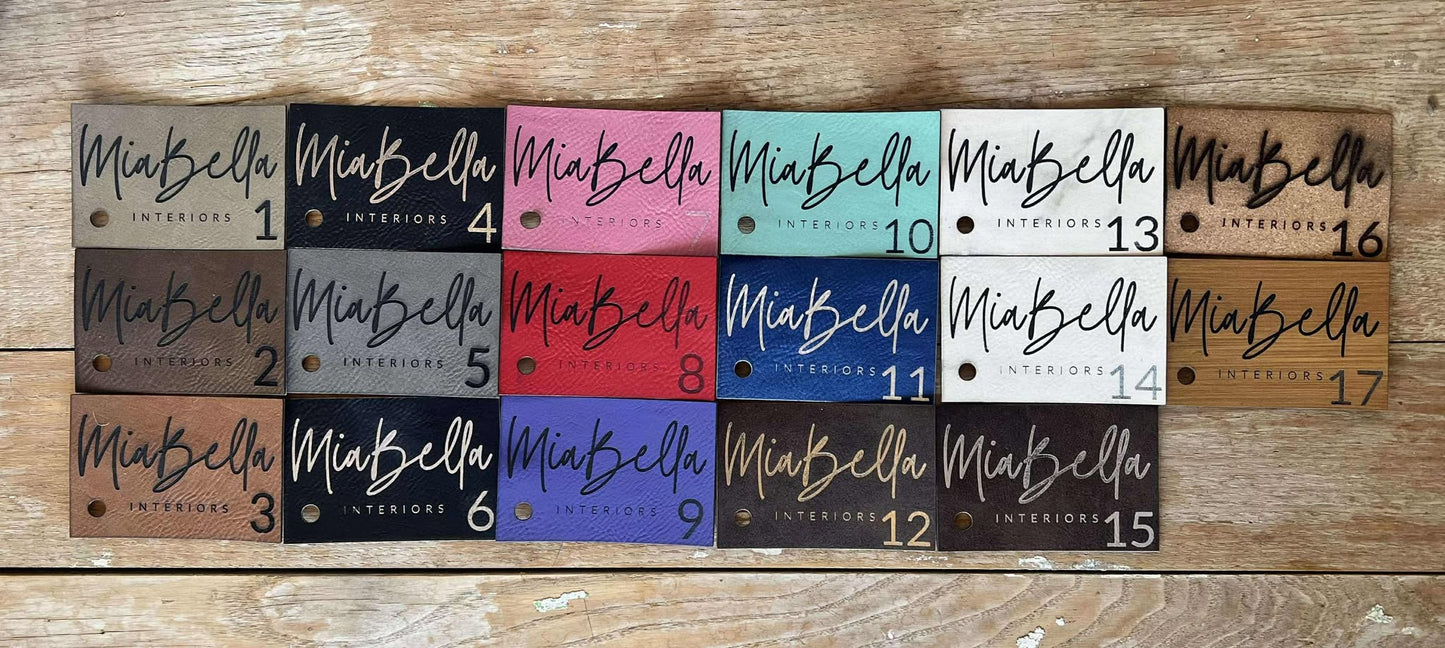 MiaBella
INTERIORS 1
MiaBella
INTERIORS 4
MiaBella
INTERIORS 7
MiaBella
INTERIORS 10
MiaBella
INTERIORS 13
MiaBella
INTERIORS 16
MiaBella
INTERIORS 2
MiaBella
INTERIORS 5
MiaBella
INTERIORS 8
MiaBella
INTERIORS 11
MiaBella
INTERIORS 14
MiaBella
INTERIORS 17
MiaBella
INTERIORS 3
MiaBella
INTERIORS 6
MiaBella
INTERIORS 9
MiaBella
INTERIORS 12
MiaBella
INTERIORS 15